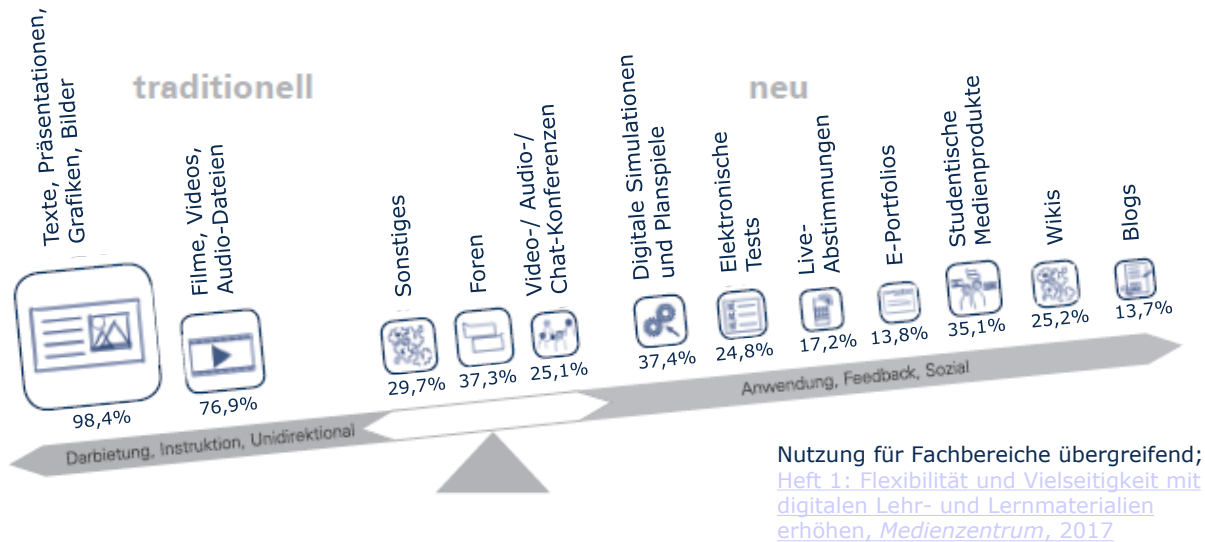 traditionell
neu
Texte, Präsentationen,
Grafiken, Bilder
98,4%
Filme, Videos,
Audio-Dateien
76,9%
Sonstiges
29,7%
Foren
37,3%
Video-/ Audio-/
Chat-Konferenzen
25,1%
Digitale Simulationen
und Planspiele
37,4%
Elektronische
Tests
24,8%
Live-
Abstimmungen
17,2%
E-Portfolios
13,8%
Studentische
Medienprodukte
35,1%
Wikis
25,2%
Blogs
13,7%
Darbietung, Instruktion, Unidirektional
Anwendung, Feedback, Sozial
Nutzung für Fachbereiche übergreifend;
Heft 1: Flexibilität und Vielseitigkeit mit
digitalen Lehr- und Lernmaterialien
erhöhen, Medienzentrum, 2017